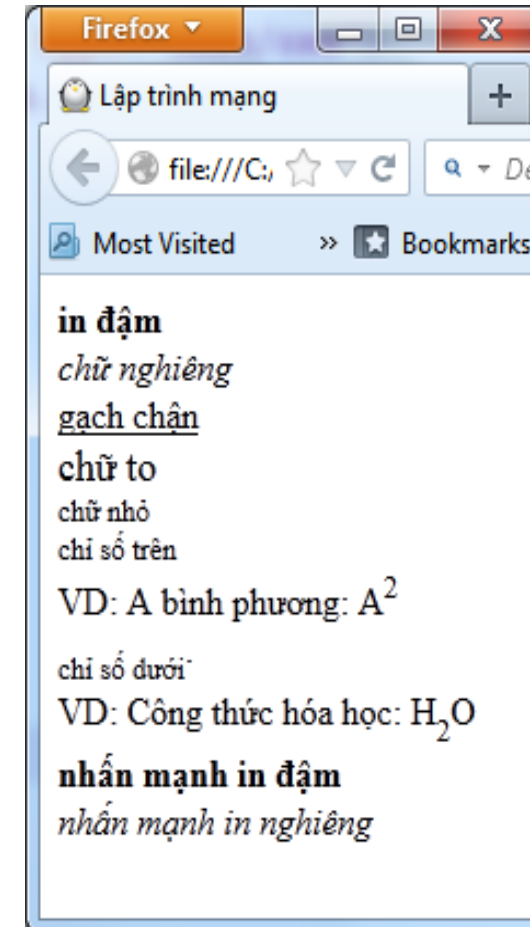 Firefox
Lập trình mạng
file:///C:/
Most Visited » Bookmarks
in đậm
chữ nghiêng
gạch chận
chữ to
chữ nhỏ
chỉ số trên
VD: A bình phương: A²
chỉ số dưới
VD: Công thức hóa học: H₂O
nhấn mạnh in đậm
nhấn mạnh in nghiêng